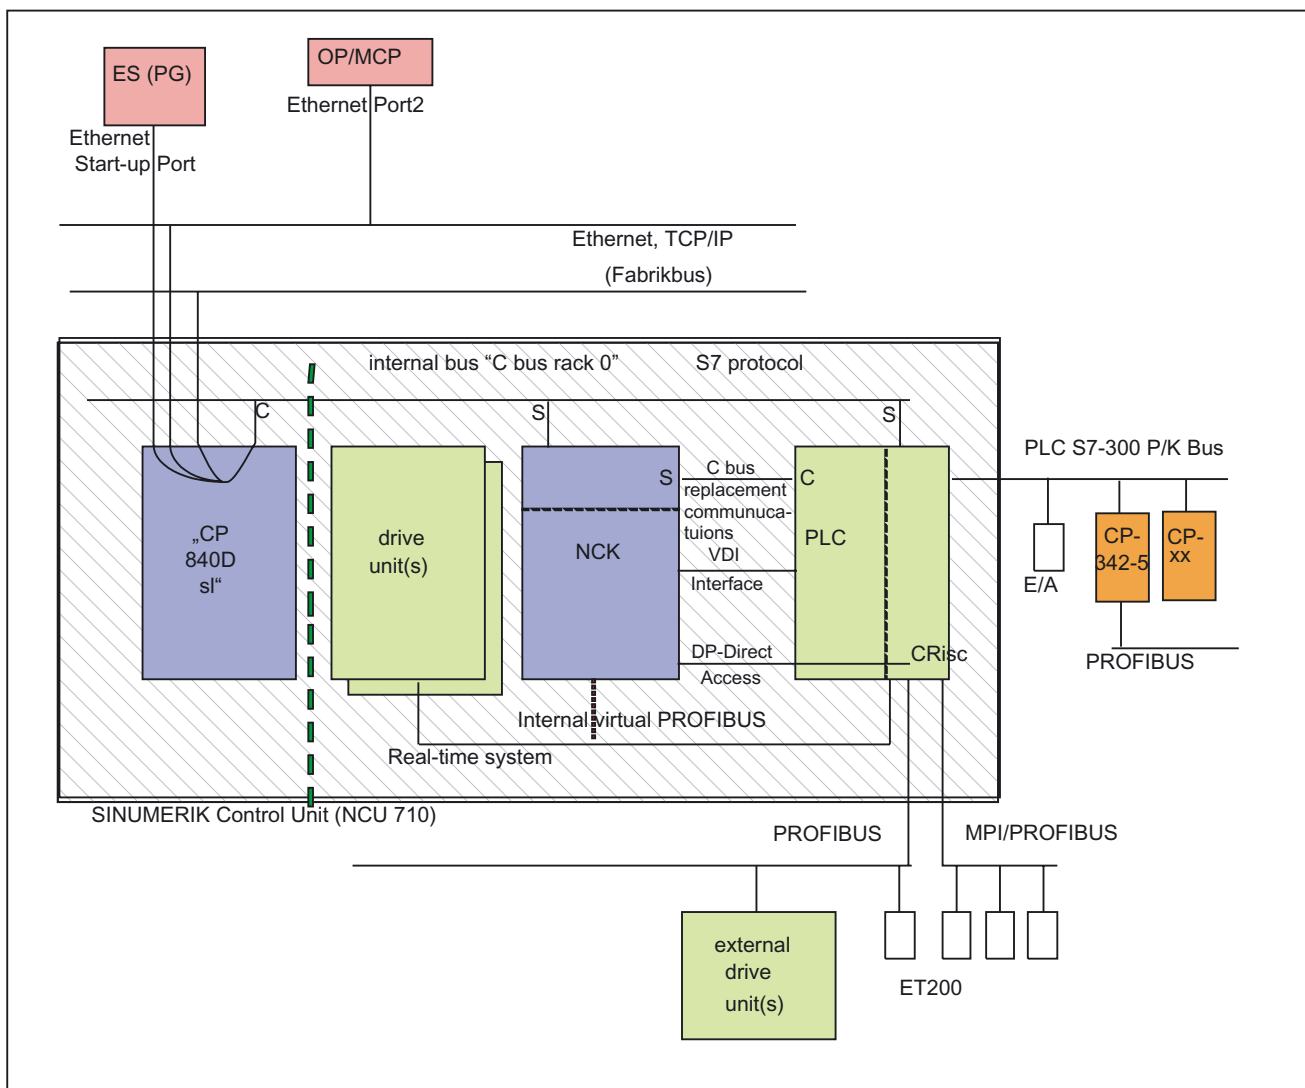 ES (PG)
OP/MCP
Ethernet Port2
Ethernet
Start-up Port
Ethernet, TCP/IP
(Fabrikbus)
internal bus “C bus rack 0”
S7 protocol
C
S
S
PLC S7-300 P/K Bus
„CP
840D
sl“
drive
unit(s)
NCK
S
C bus
replacement
communuca-
tuions
VDI
Interface
C
PLC
DP-Direct
Access
CRisc
E/A
CP-
342-5
CP-
xx
PROFIBUS
Internal virtual PROFIBUS
Real-time system
SINUMERIK Control Unit (NCU 710)
PROFIBUS
MPI/PROFIBUS
external
drive
unit(s)
ET200